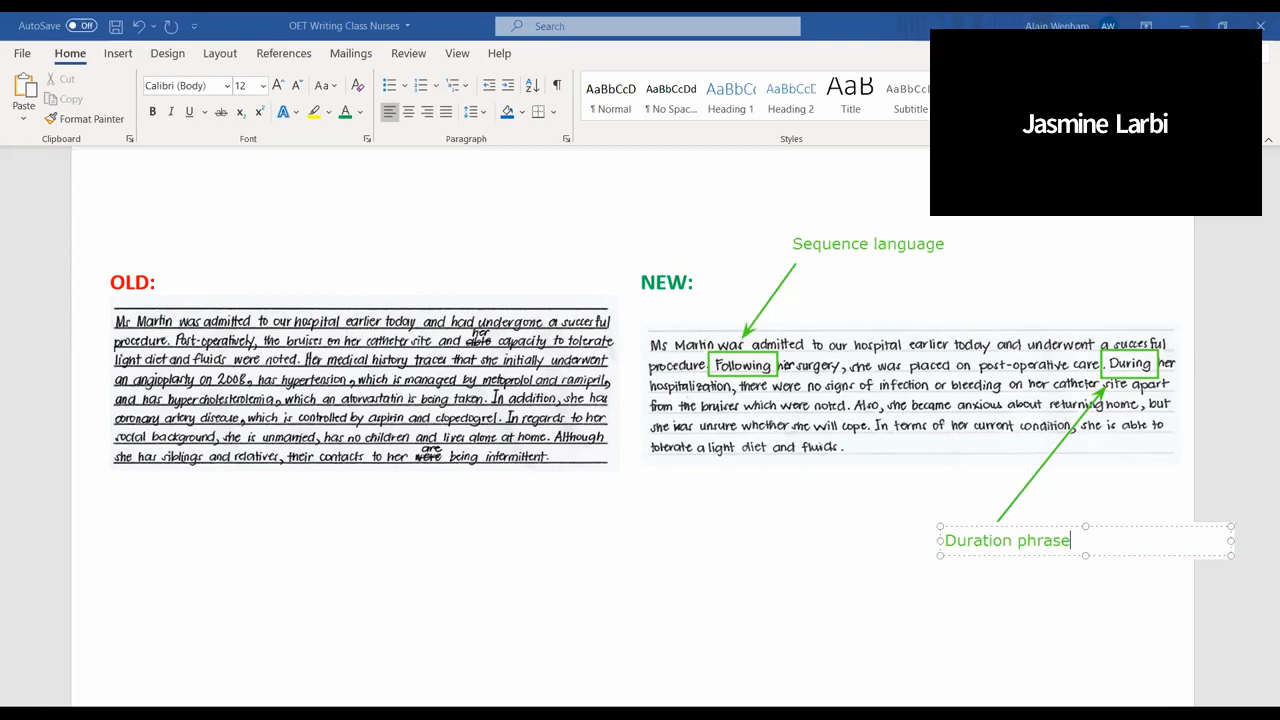 AutoSave Off OET Writing Class Nurses Search Alain Wenham AW
File Home Insert Design Layout References Mailings Review View Help
Paste Cut Copy Format Painter
Calibri (Body) 12 A A Aa A
B I U ab x₂ x² A A
AaBbCcD AaBbCcDd AaBbCc AaBbCcC AaB AaBbCcD
¶ Normal ¶ No Spac... Heading 1 Heading 2 Title Subtitle
Clipboard Font Paragraph Styles
Jasmine Larbi
Sequence language
OLD:
Ms Martin was admitted to our hospital earlier today and had undergone a succesful
procedure. Post-operatively, the bruises on her catheter site and able her capacity to tolerate
light diet and fluids were noted. Her medical history traces that she initially underwent
an angioplasty on 2008, has hypertension, which is managed by metoprolol and ramipril,
and has hypercholesterolemia, which an atorvastatin is being taken. In addition, she has
coronary artery disease, which is controlled by aspirin and clopedogrel. In regards to her
social background, she is unmarried, has no children and lives alone at home. Although
she has siblings and relatives, their contacts to her were are being intermittent.
NEW:
Ms Martin was admitted to our hospital earlier today and underwent a succesful
procedure. Following her surgery, she was placed on post-operative care. During her
hospitalization, there were no signs of infection or bleeding on her catheter site apart
from the bruises which were noted. Also, she became anxious about returning home, but
she was unsure whether she will cope. In terms of her current condition, she is able to
tolerate a light diet and fluids.
Duration phrase